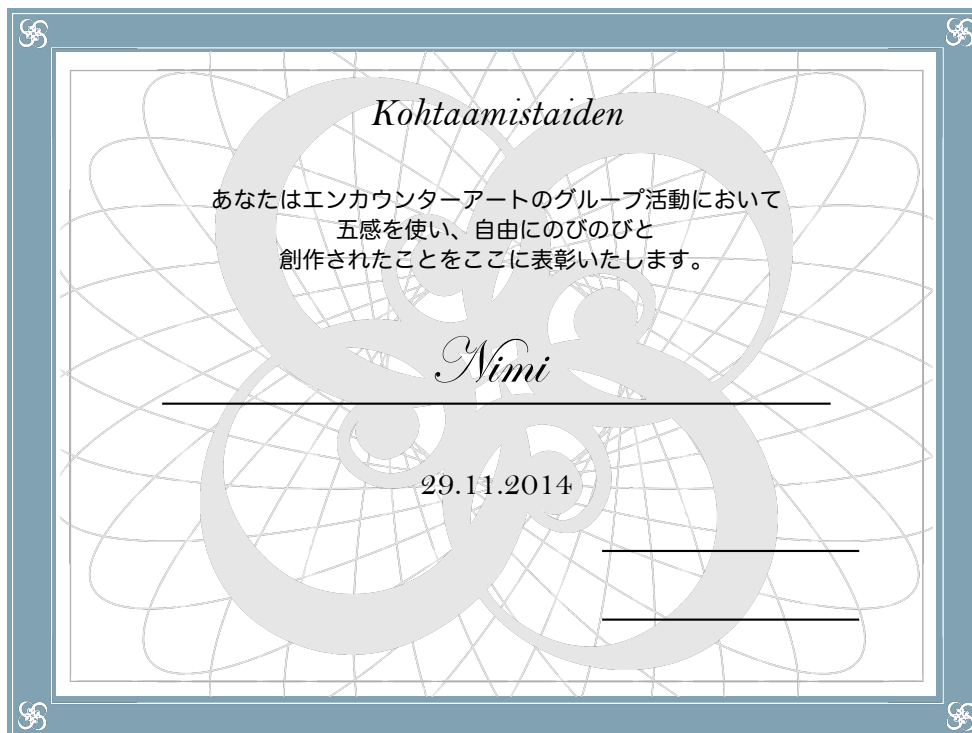 Kohtaamistaiden
あなたはエンカウンターアートのグループ活動において
五感を使い、自由にのびのびと
創作されたことをここに表彰いたします。
Nimi
29.11.2014